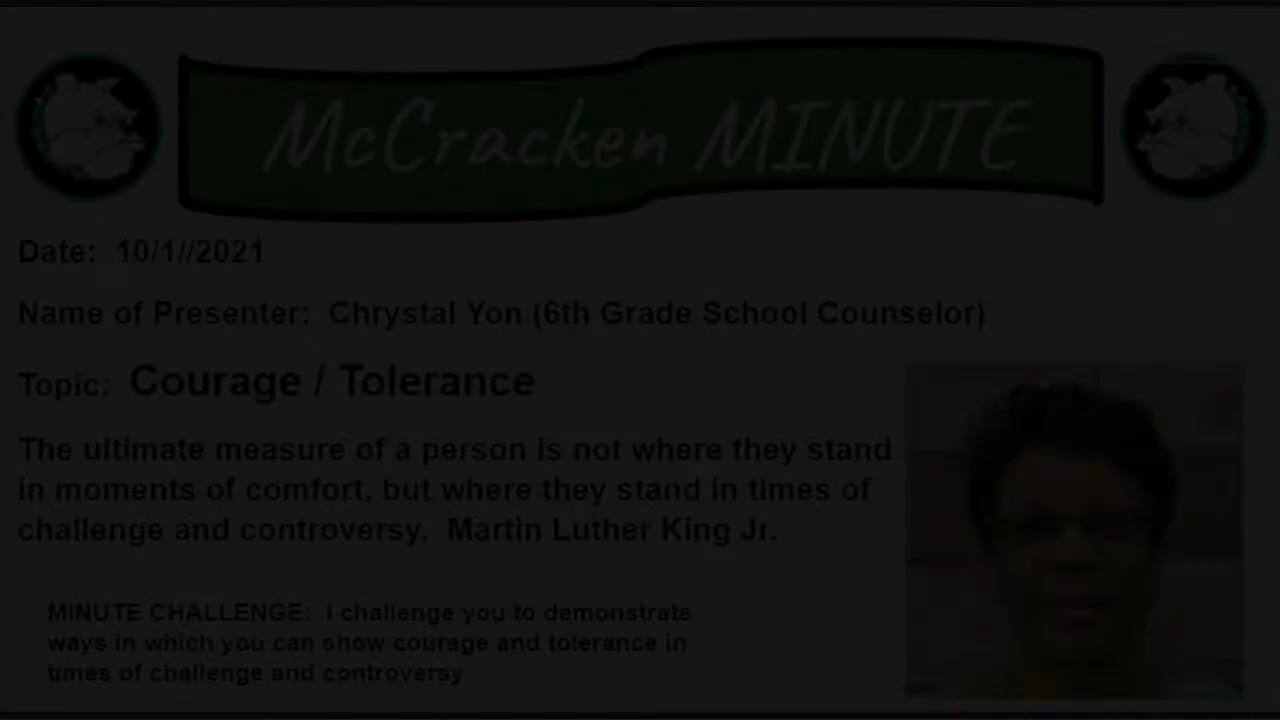 McCracken MINUTE
Date: 10/1//2021
Name of Presenter: Chrystal Yon (6th Grade School Counselor)
Topic: Courage / Tolerance
The ultimate measure of a person is not where they stand
in moments of comfort, but where they stand in times of
challenge and controversy. Martin Luther King Jr.
MINUTE CHALLENGE: I challenge you to demonstrate
ways in which you can show courage and tolerance in
times of challenge and controversy